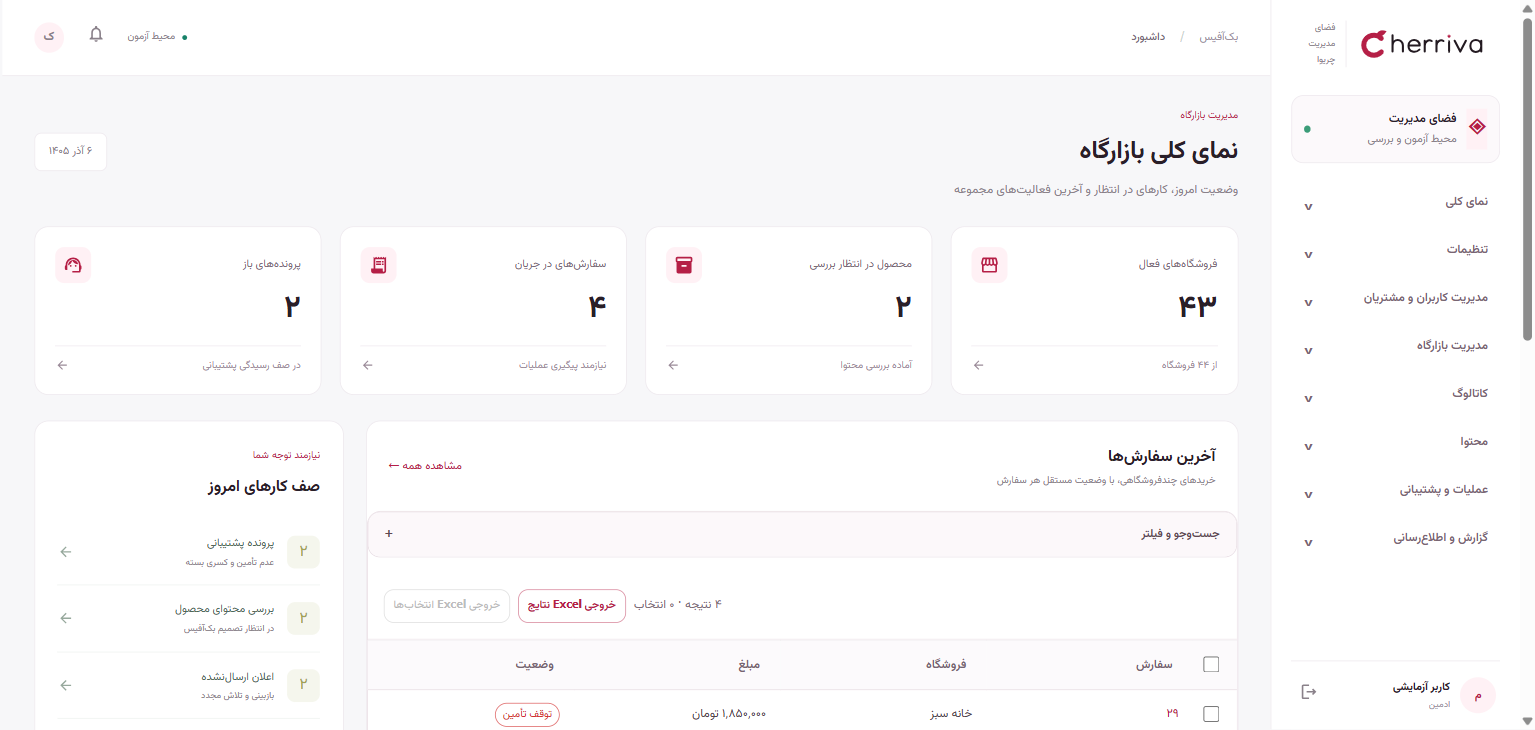 Cherriva
فضای
مدیریت
چریوا
فضای مدیریت
محیط آزمون و بررسی
نمای کلی
تنظیمات
مدیریت کاربران و مشتریان
مدیریت بازارگاه
کاتالوگ
محتوا
عملیات و پشتیبانی
گزارش و اطلاع‌رسانی
م
کاربر آزمایشی
ادمین
بک‌آفیس / داشبورد
محیط آزمون
ک
مدیریت بازارگاه
نمای کلی بازارگاه
وضعیت امروز، کارهای در انتظار و آخرین فعالیت‌های مجموعه
۶ آذر ۱۴۰۵
فروشگاه‌های فعال
۴۳
از ۴۴ فروشگاه
محصول در انتظار بررسی
۲
آماده بررسی محتوا
سفارش‌های در جریان
۴
نیازمند پیگیری عملیات
پرونده‌های باز
۲
در صف رسیدگی پشتیبانی
آخرین سفارش‌ها
خریدهای چندفروشگاهی، با وضعیت مستقل هر سفارش
مشاهده همه ←
جست‌وجو و فیلتر +
۴ نتیجه · ۰ انتخاب
خروجی Excel نتایج
خروجی Excel انتخاب‌ها
سفارش فروشگاه مبلغ وضعیت
۲۹ خانه سبز ۱,۸۵۰,۰۰۰ تومان توقف تأمین
نیازمند توجه شما
صف کارهای امروز
۲
پرونده پشتیبانی
عدم تأمین و کسری بسته
۲
بررسی محتوای محصول
در انتظار تصمیم بک‌آفیس
۲
اعلان ارسال‌نشده
بازبینی و تلاش مجدد